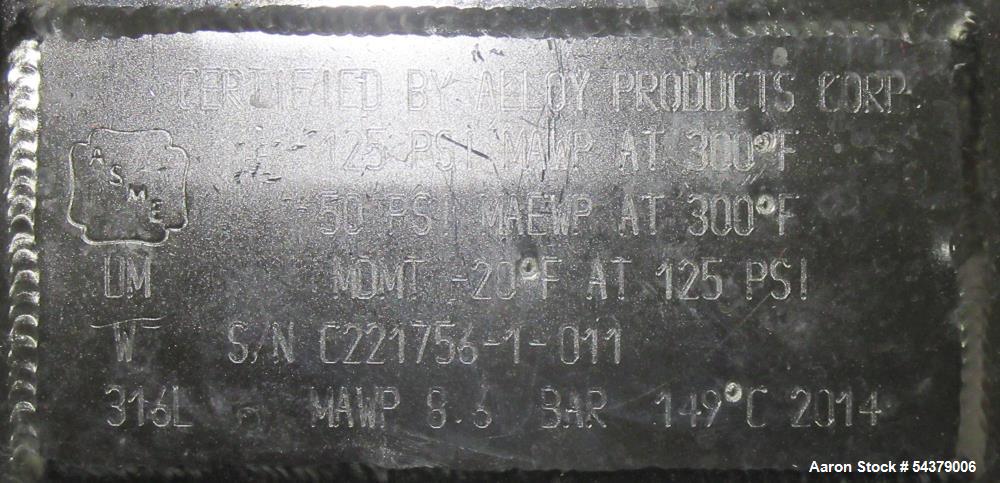 CERTIFIED BY ALLOY PRODUCTS CORP.
125 PSI MAWP AT 300°F
ASME
50 PSI MAEWP AT 300°F
UM MDMT -20°F AT 125 PSI
W S/N C221756-1-011
316L MAWP 8.6 BAR 149°C 2014
Aaron Stock # 54379006